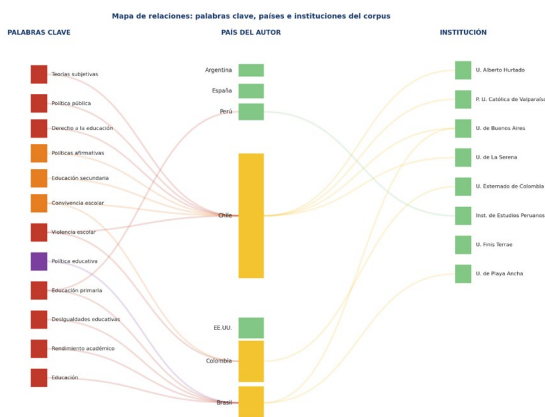 Mapa de relaciones: palabras clave, países e instituciones del corpus
PALABRAS CLAVE
PAÍS DEL AUTOR
INSTITUCIÓN
Teorías subjetivas
Política pública
Derecho a la educación
Políticas afirmativas
Educación secundaria
Convivencia escolar
Violencia escolar
Política educativa
Educación primaria
Desigualdades educativas
Rendimiento académico
Educación
Argentina
España
Perú
Chile
EE.UU.
Colombia
Brasil
U. Alberto Hurtado
P. U. Católica de Valparaíso
U. de Buenos Aires
U. de La Serena
U. Externado de Colombia
Inst. de Estudios Peruanos
U. Finis Terrae
U. de Playa Ancha